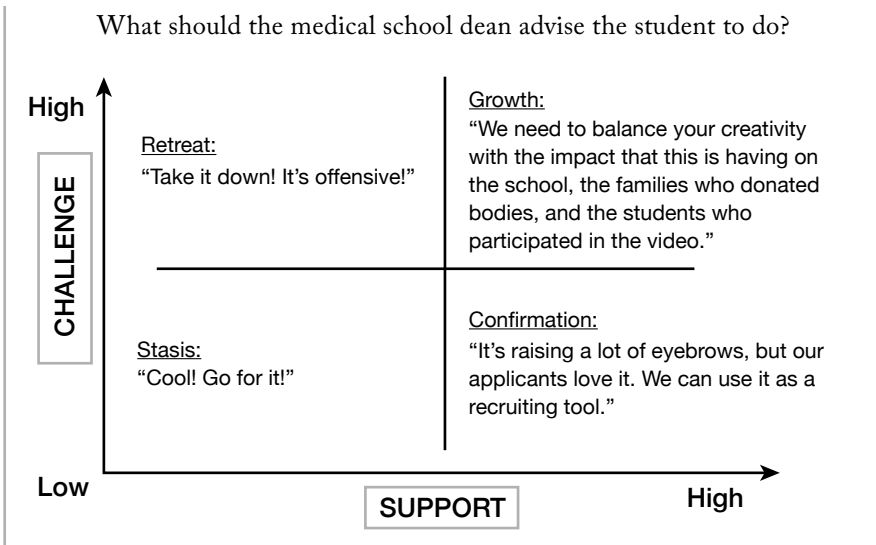 What should the medical school dean advise the student to do?
High
Growth:
“We need to balance your creativity
with the impact that this is having on
the school, the families who donated
bodies, and the students who
participated in the video.”
Retreat:
“Take it down! It’s offensive!”
CHALLENGE
Stasis:
“Cool! Go for it!”
Confirmation:
“It’s raising a lot of eyebrows, but our
applicants love it. We can use it as a
recruiting tool.”
Low
SUPPORT
High